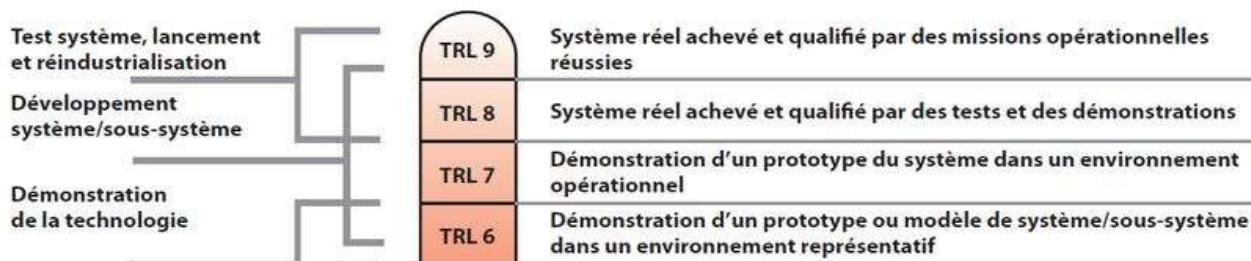 Test système, lancement
et réindustrialisation
Développement
système/sous-système
Démonstration
de la technologie
TRL 9
Système réel achevé et qualifié par des missions opérationnelles
réussies
TRL 8
Système réel achevé et qualifié par des tests et des démonstrations
TRL 7
Démonstration d’un prototype du système dans un environnement
opérationnel
TRL 6
Démonstration d’un prototype ou modèle de système/sous-système
dans un environnement représentatif